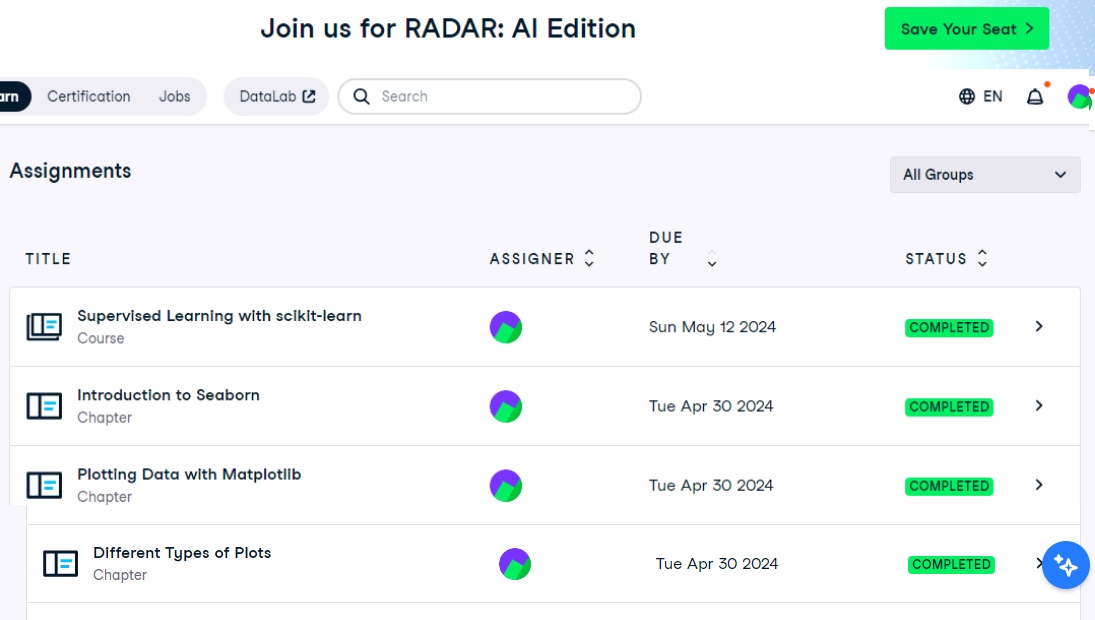 Join us for RADAR: AI Edition
Save Your Seat
arn Certification Jobs DataLab Search EN
Assignments
All Groups
TITLE ASSIGNER DUE BY STATUS
Supervised Learning with scikit-learn
Course
Sun May 12 2024
COMPLETED
Introduction to Seaborn
Chapter
Tue Apr 30 2024
COMPLETED
Plotting Data with Matplotlib
Chapter
Tue Apr 30 2024
COMPLETED
Different Types of Plots
Chapter
Tue Apr 30 2024
COMPLETED